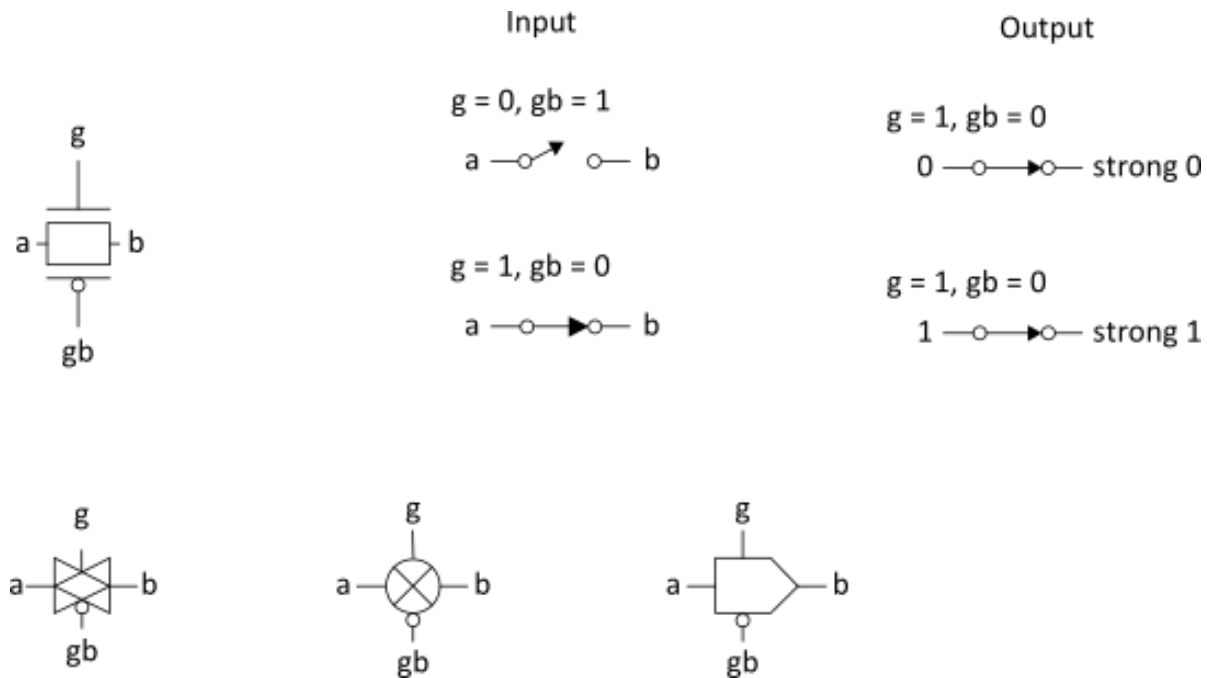 Input
Output
g = 0, gb = 1
a
b
g = 1, gb = 0
0
strong 0
g
a
b
gb
g = 1, gb = 0
a
b
g = 1, gb = 0
1
strong 1
g
a
b
gb
g
a
b
gb
g
a
b
gb